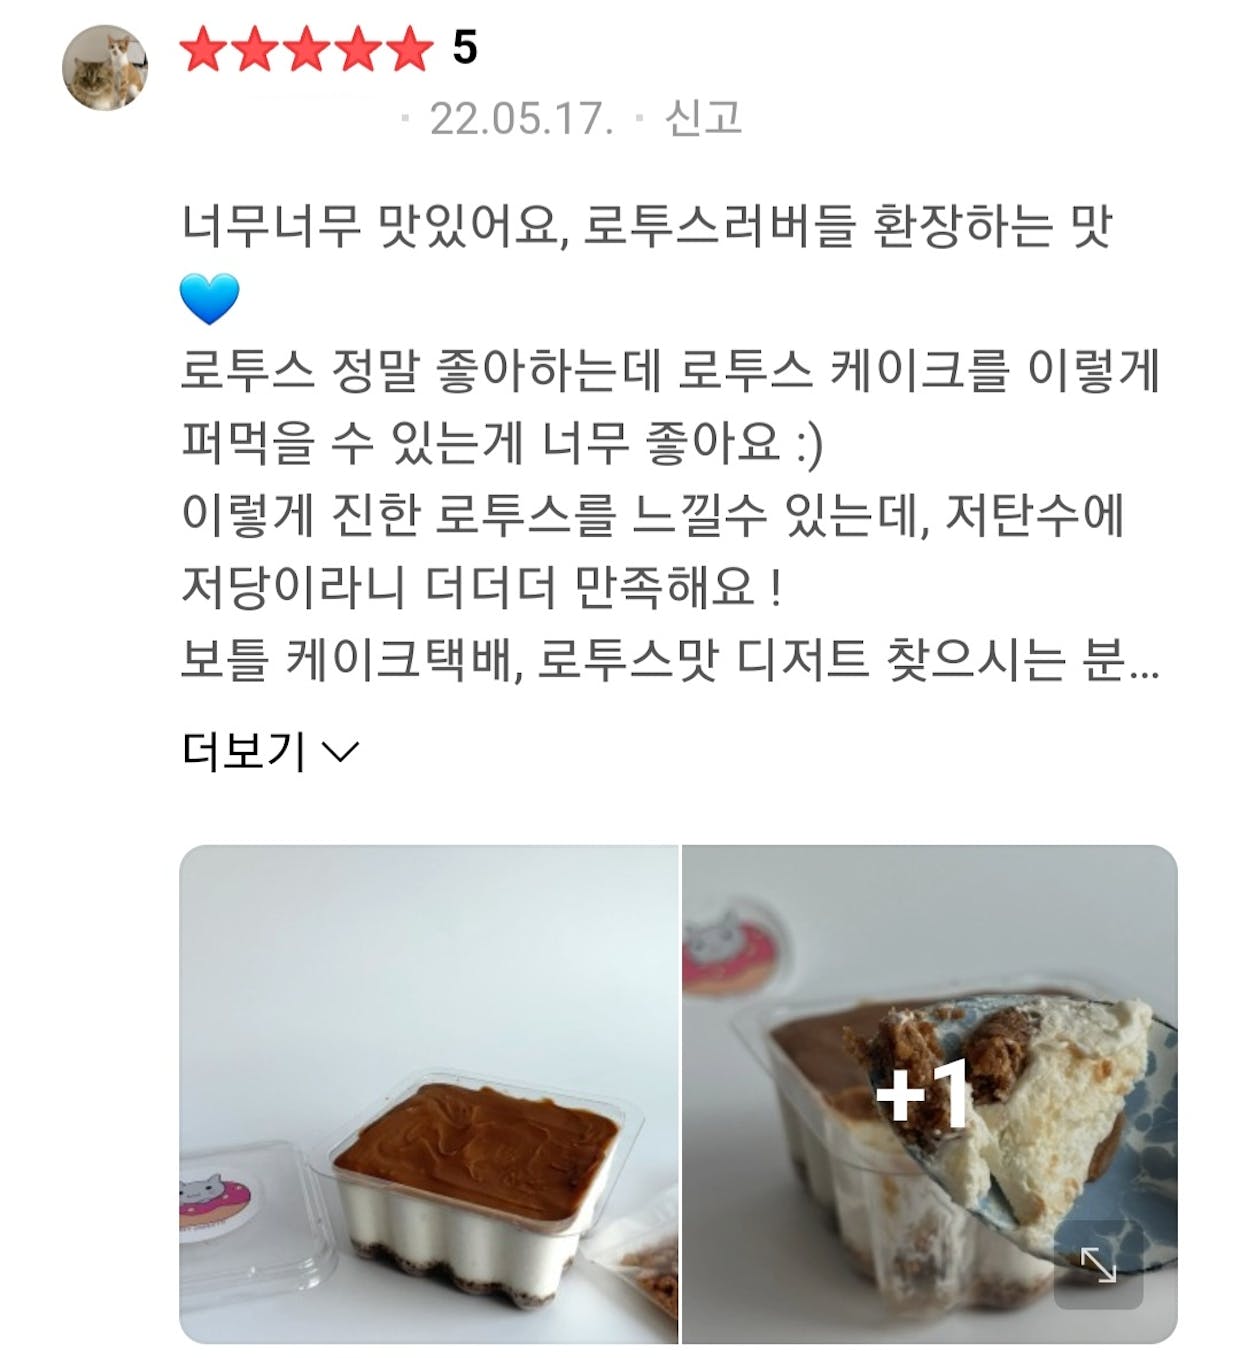 5
22.05.17. · 신고
너무너무 맛있어요, 로투스러버들 환장하는 맛
💙
로투스 정말 좋아하는데 로투스 케이크를 이렇게
퍼먹을 수 있는게 너무 좋아요 :)
이렇게 진한 로투스를 느낄수 있는데, 저탄수에
저당이라니 더더더 만족해요 !
보틀 케이크택배, 로투스맛 디저트 찾으시는 분...
더보기
+1